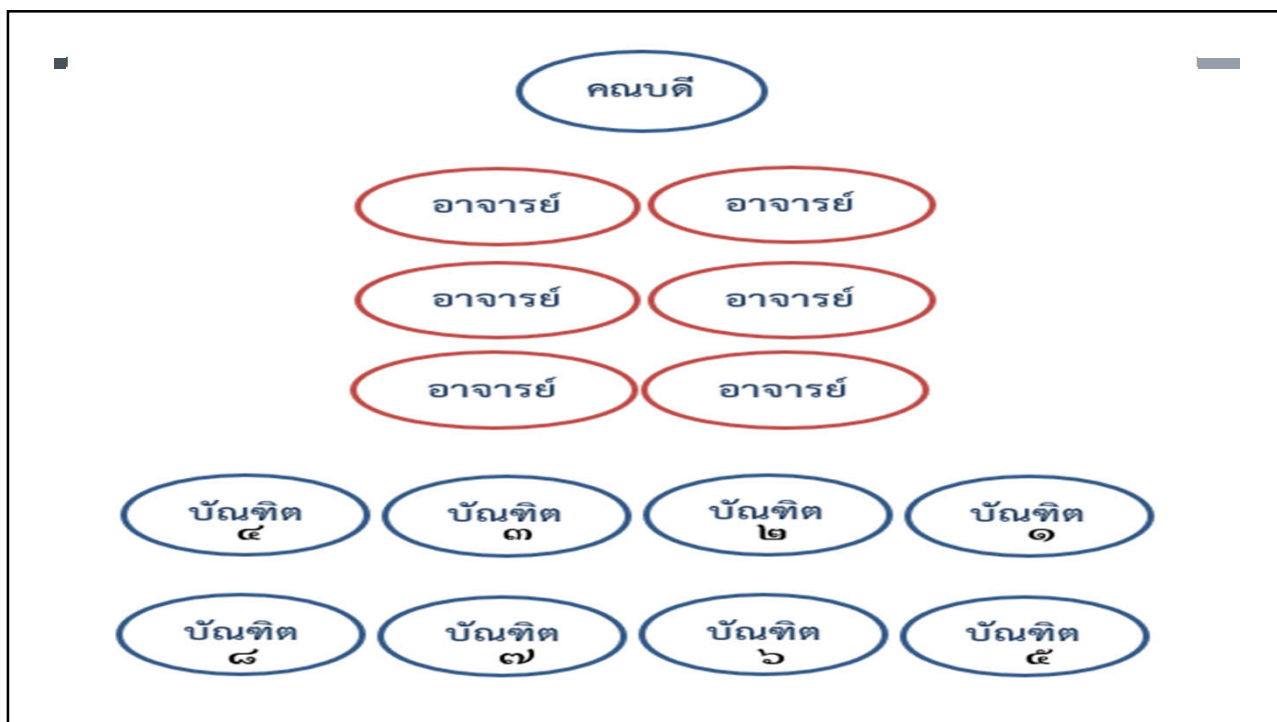 คณบดี
อาจารย์ อาจารย์
อาจารย์ อาจารย์
อาจารย์ อาจารย์
บัณฑิต บัณฑิต บัณฑิต บัณฑิต
๔ ๓ ๒ ๑
บัณฑิต บัณฑิต บัณฑิต บัณฑิต
๘ ๗ ๖ ๕